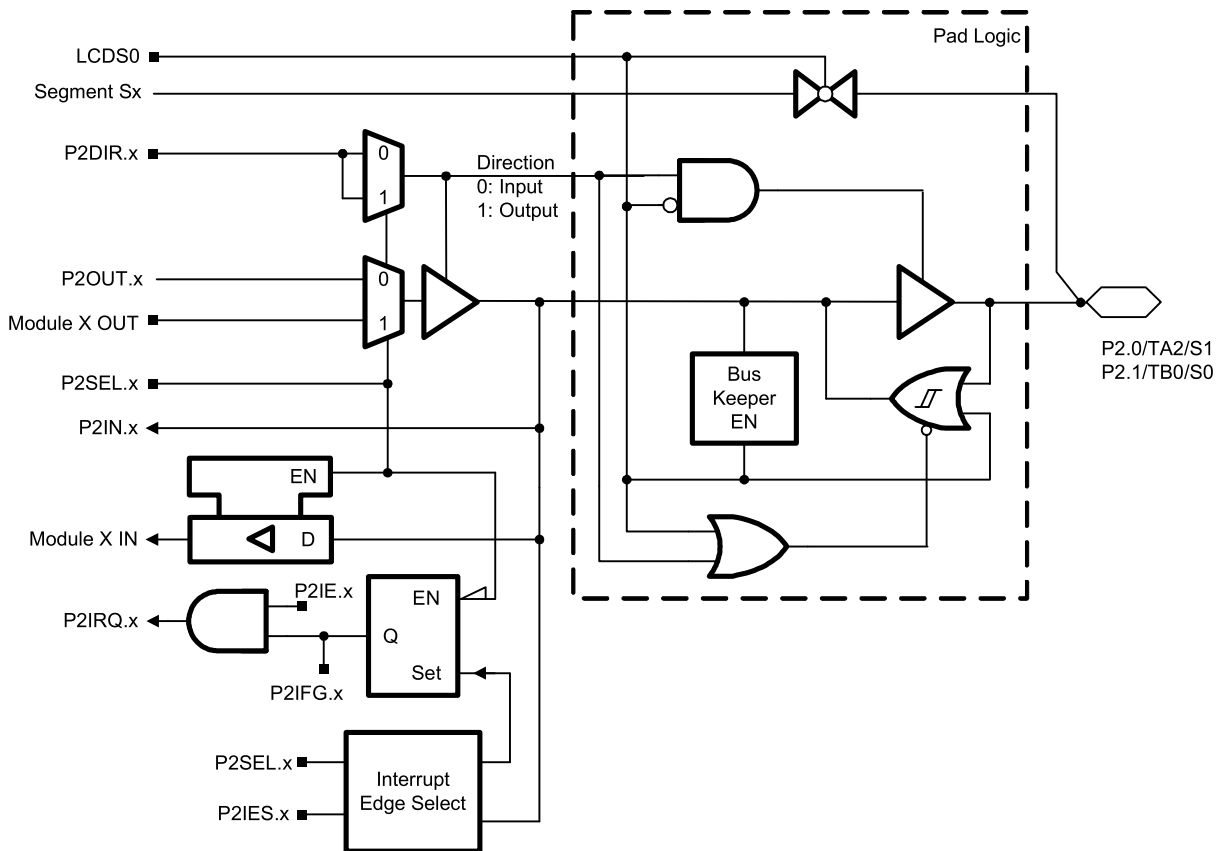 Pad Logic
LCDS0
Segment Sx
P2DIR.x
0
1
Direction
0: Input
1: Output
P2OUT.x
0
Module X OUT
1
P2SEL.x
P2IN.x
Bus
Keeper
EN
P2.0/TA2/S1
P2.1/TB0/S0
EN
Module X IN
D
P2IE.x
EN
P2IRQ.x
Q
Set
P2IFG.x
P2SEL.x
Interrupt
Edge Select
P2IES.x